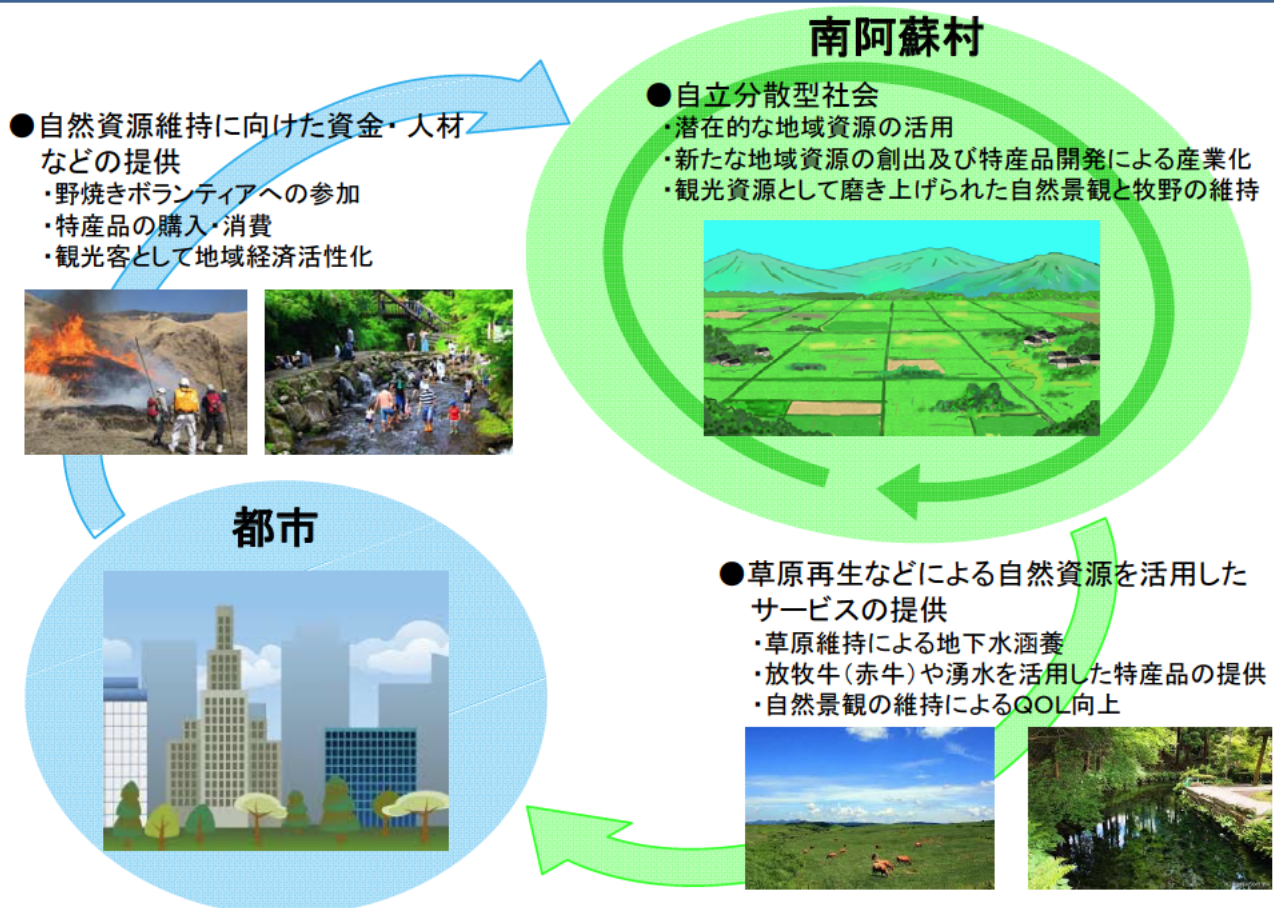 南阿蘇村
●自立分散型社会
・潜在的な地域資源の活用
・新たな地域資源の創出及び特産品開発による産業化
・観光資源として磨き上げられた自然景観と牧野の維持
●自然資源維持に向けた資金・人材
などの提供
・野焼きボランティアへの参加
・特産品の購入・消費
・観光客として地域経済活性化
都市
●草原再生などによる自然資源を活用した
サービスの提供
・草原維持による地下水涵養
・放牧牛(赤牛)や湧水を活用した特産品の提供
・自然景観の維持によるQOL向上